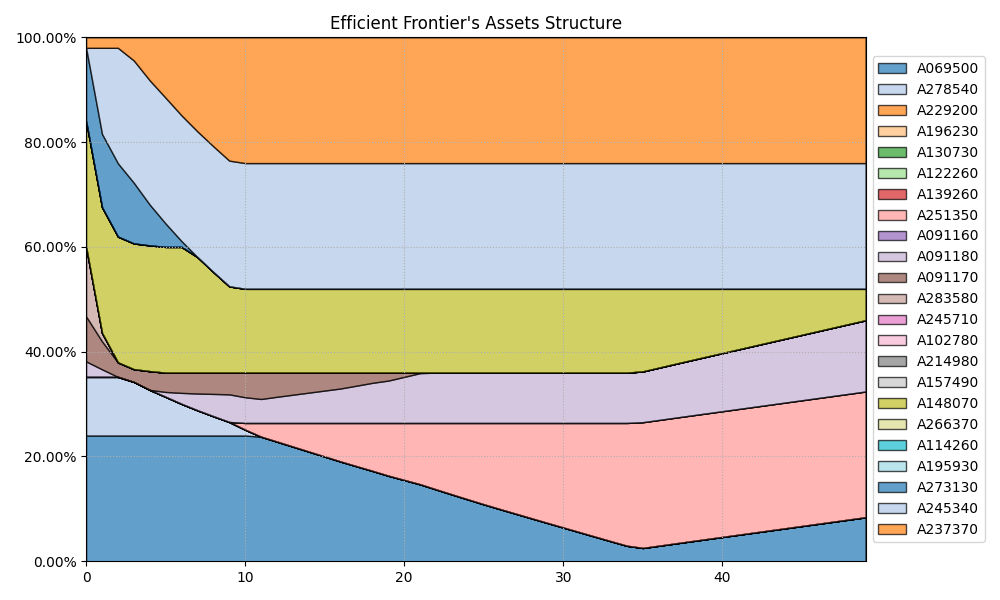 Efficient Frontier's Assets Structure
100.00%
80.00%
60.00%
40.00%
20.00%
0.00%
0
10
20
30
40
A069500
A278540
A229200
A196230
A130730
A122260
A139260
A251350
A091160
A091180
A091170
A283580
A245710
A102780
A214980
A157490
A148070
A266370
A114260
A195930
A273130
A245340
A237370